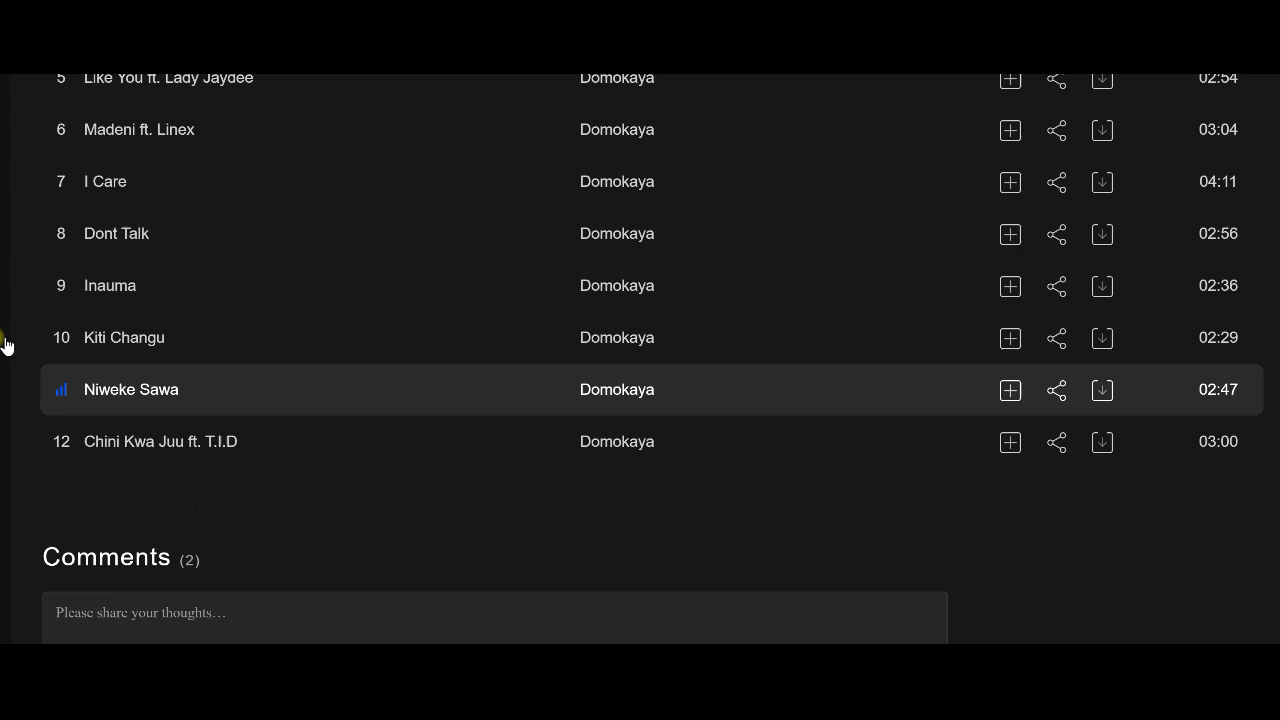 5 Like You ft. Lady Jaydee Domokaya 02:54
6 Madeni ft. Linex Domokaya 03:04
7 I Care Domokaya 04:11
8 Dont Talk Domokaya 02:56
9 Inauma Domokaya 02:36
10 Kiti Changu Domokaya 02:29
Niweke Sawa Domokaya 02:47
12 Chini Kwa Juu ft. T.I.D Domokaya 03:00
Comments (2)
Please share your thoughts...